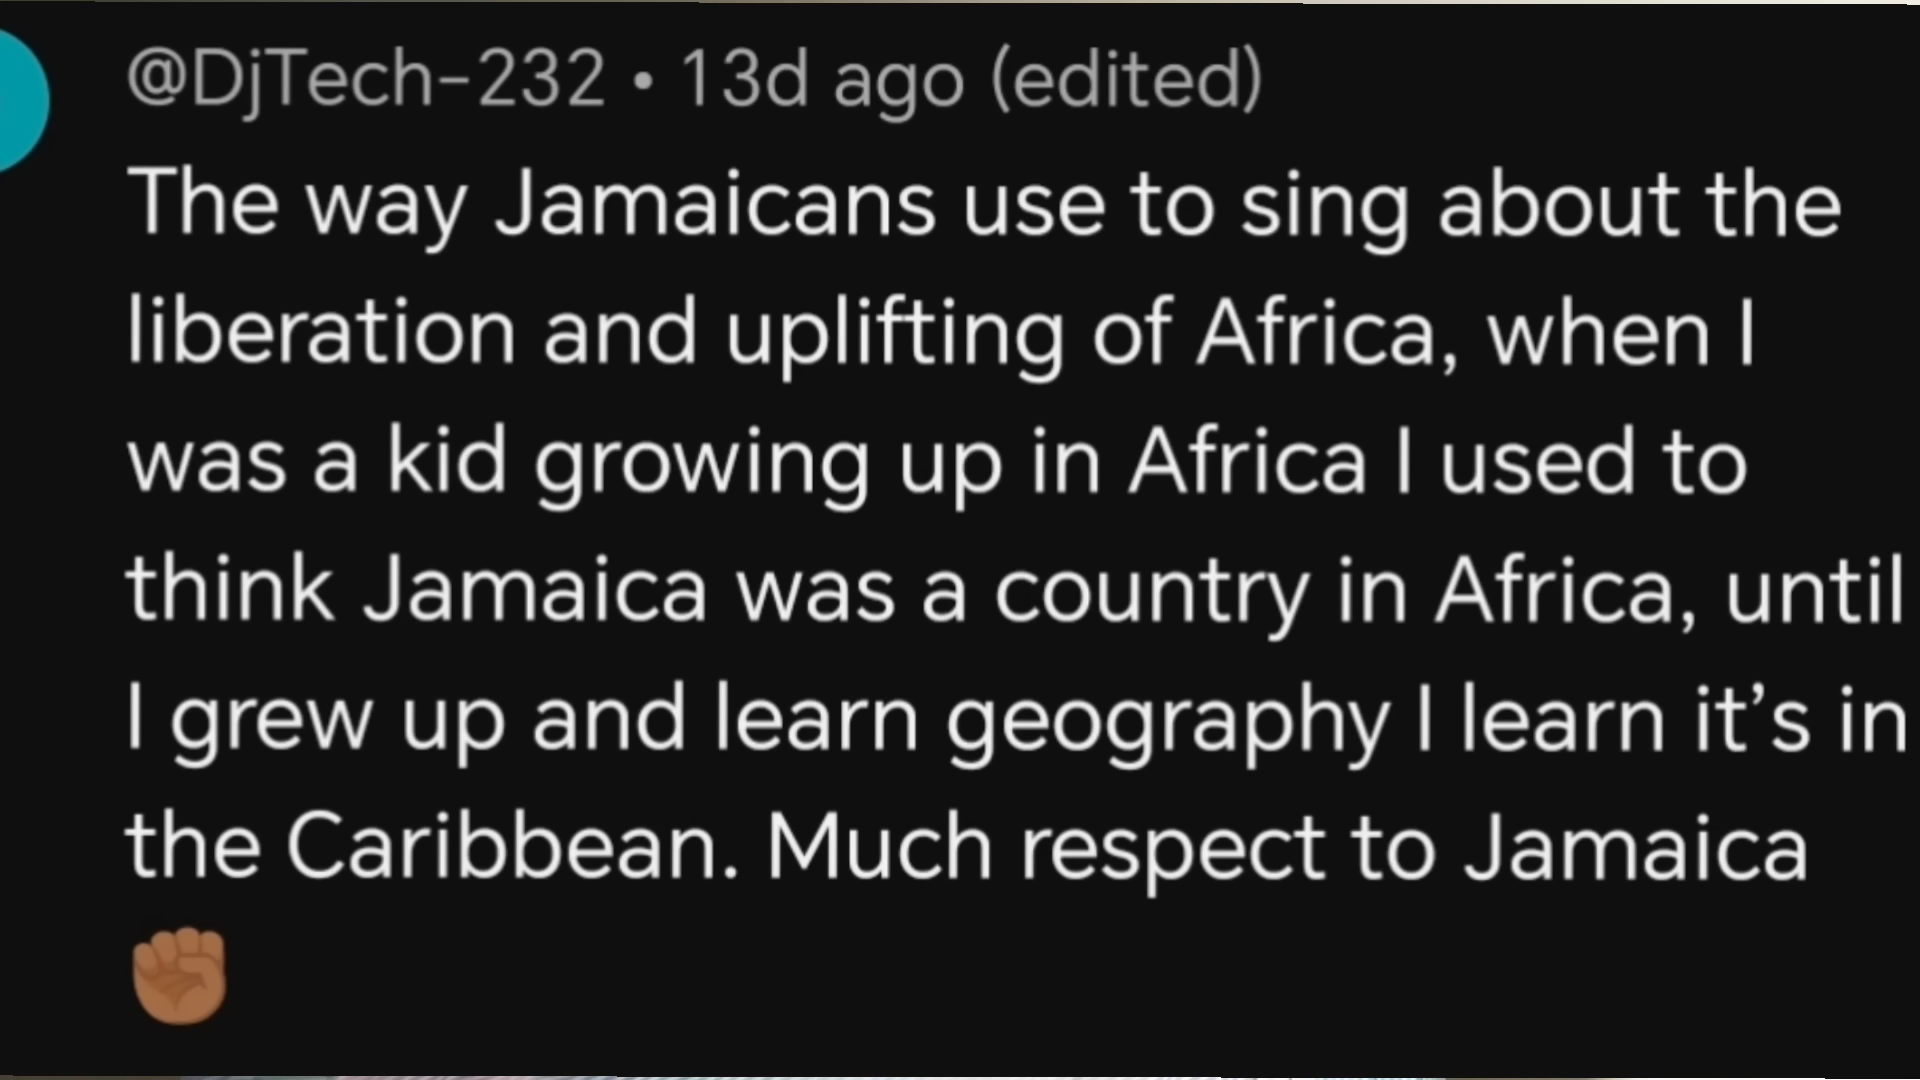 @DjTech-232 • 13d ago (edited)
The way Jamaicans use to sing about the
liberation and uplifting of Africa, when I
was a kid growing up in Africa I used to
think Jamaica was a country in Africa, until
I grew up and learn geography I learn it’s in
the Caribbean. Much respect to Jamaica
✊🏾